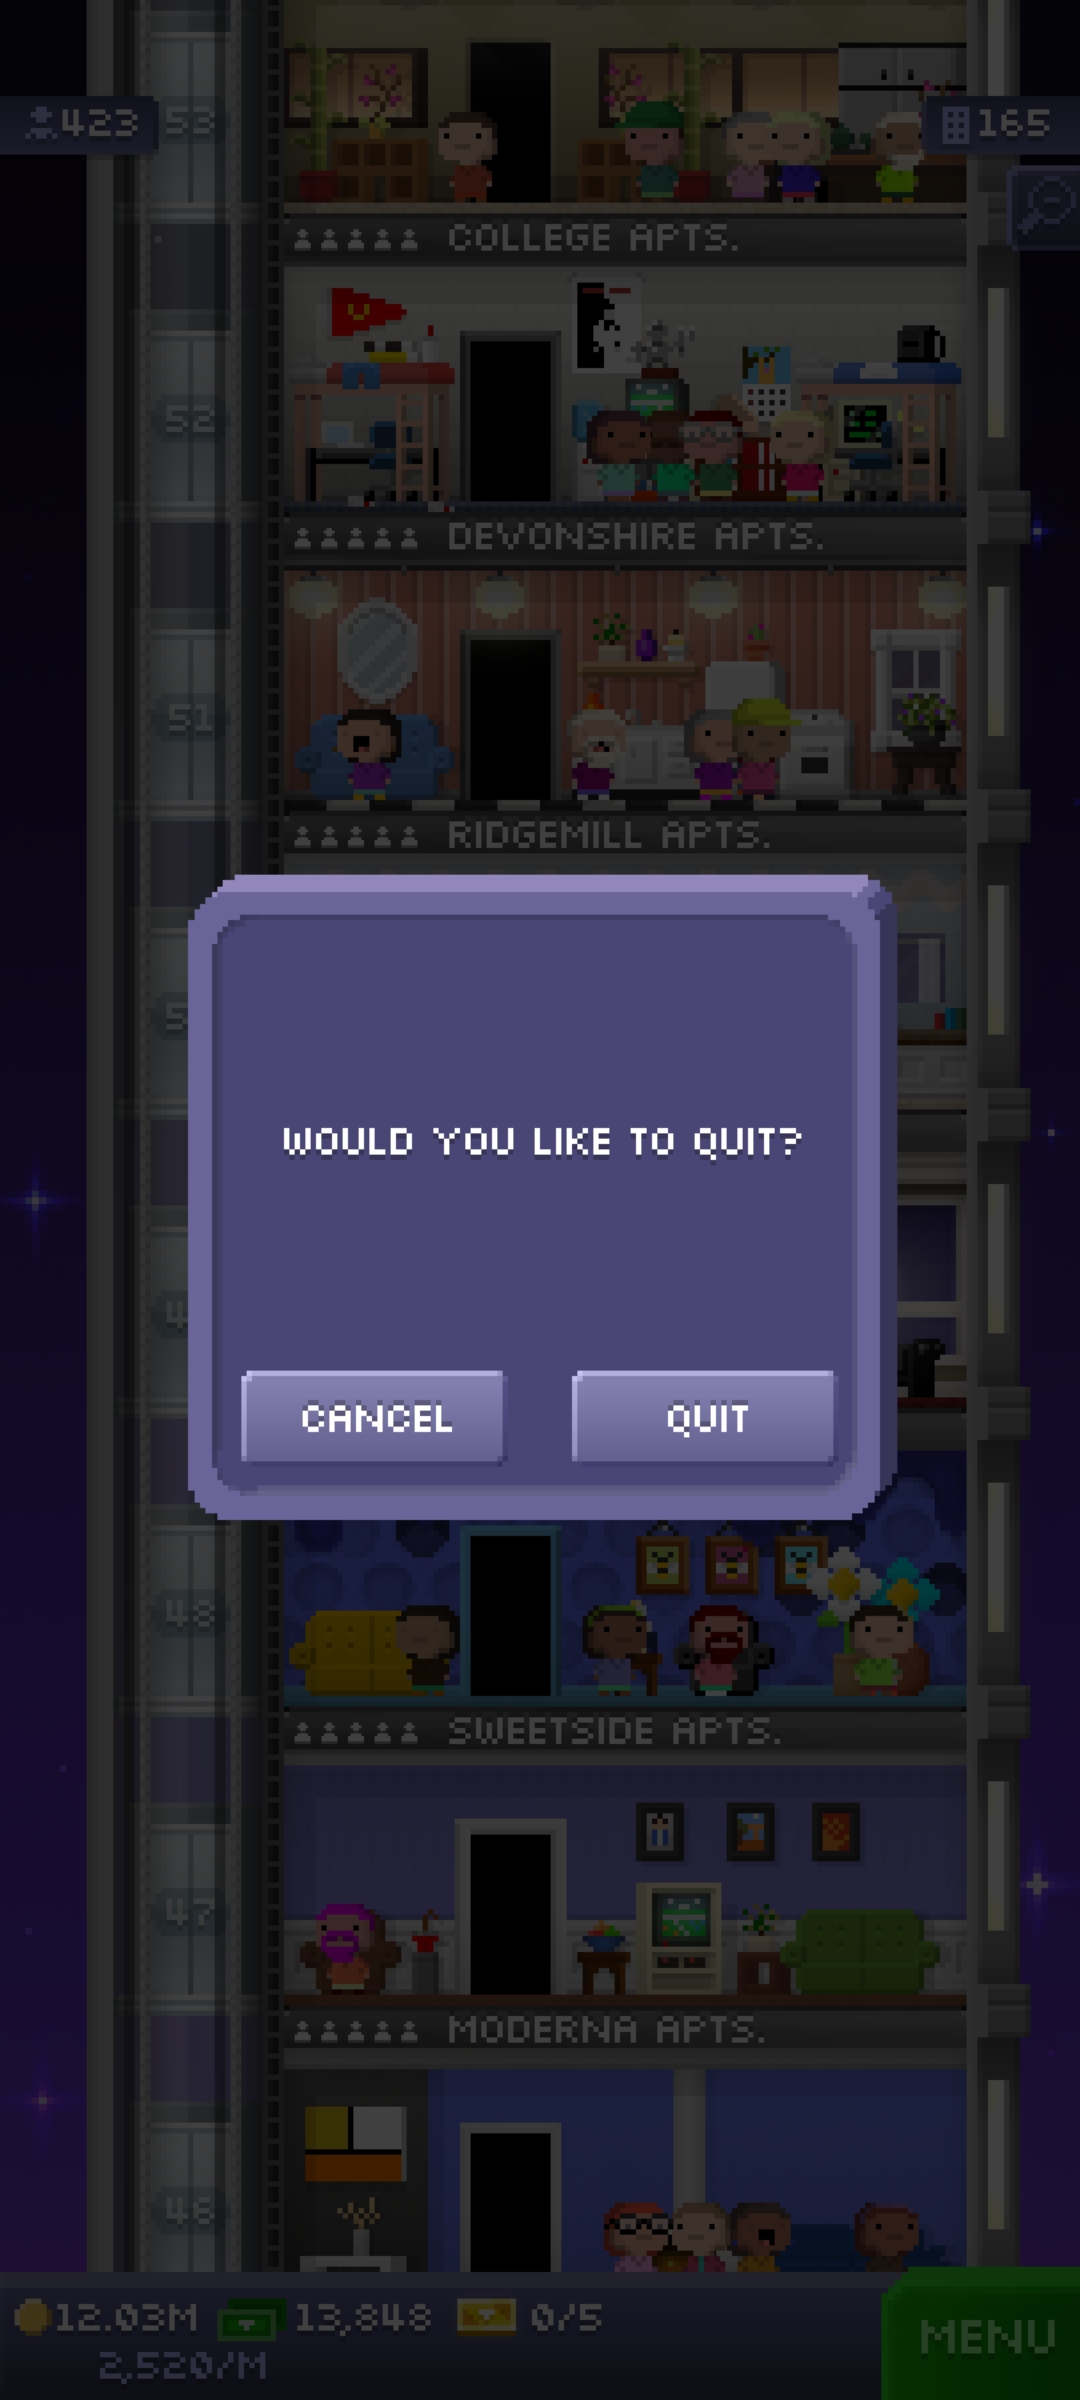 423
53
165
COLLEGE APTS.
52
DEVONSHIRE APTS.
51
RIDGEMILL APTS.
WOULD YOU LIKE TO QUIT?
CANCEL
QUIT
48
SWEETSIDE APTS.
47
MODERNA APTS.
46
12.03M
13,848
0/5
MENU
2,520/M